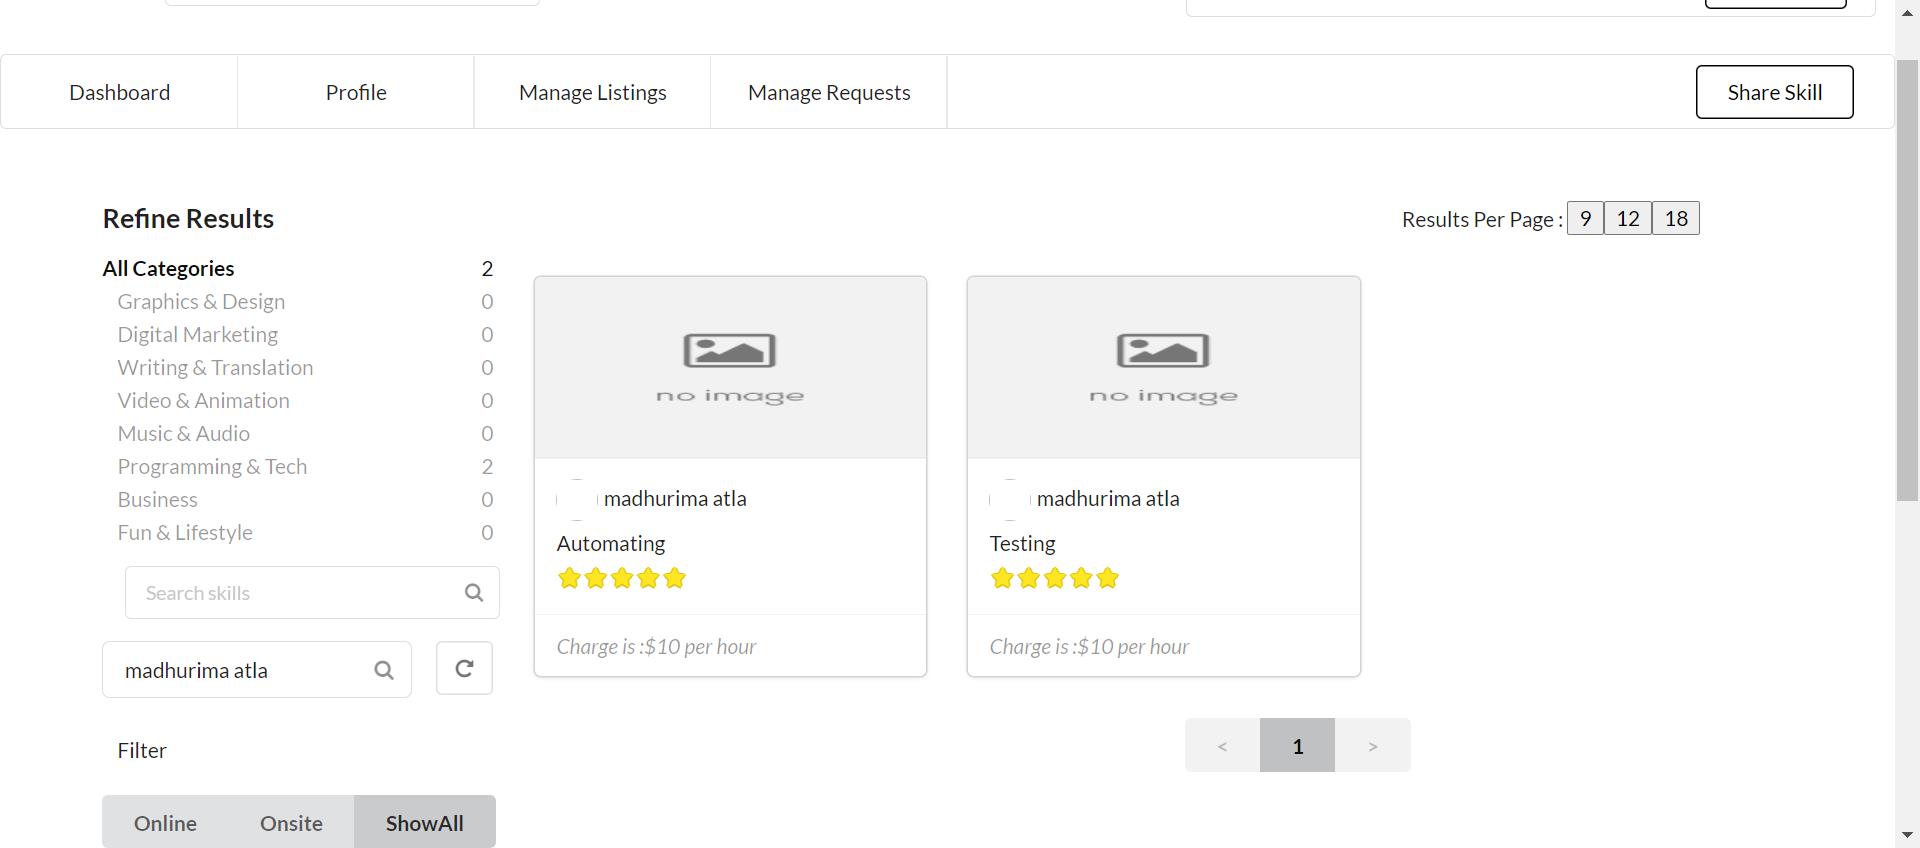 Dashboard
Profile
Manage Listings
Manage Requests
Share Skill
Refine Results
Results Per Page : 9 12 18
All Categories 2
Graphics & Design 0
Digital Marketing 0
Writing & Translation 0
Video & Animation 0
Music & Audio 0
Programming & Tech 2
Business 0
Fun & Lifestyle 0
Search skills
madhurima atla
Filter
Online Onsite ShowAll
no image
madhurima atla
Automating
Charge is :$10 per hour
no image
madhurima atla
Testing
Charge is :$10 per hour
< 1 >